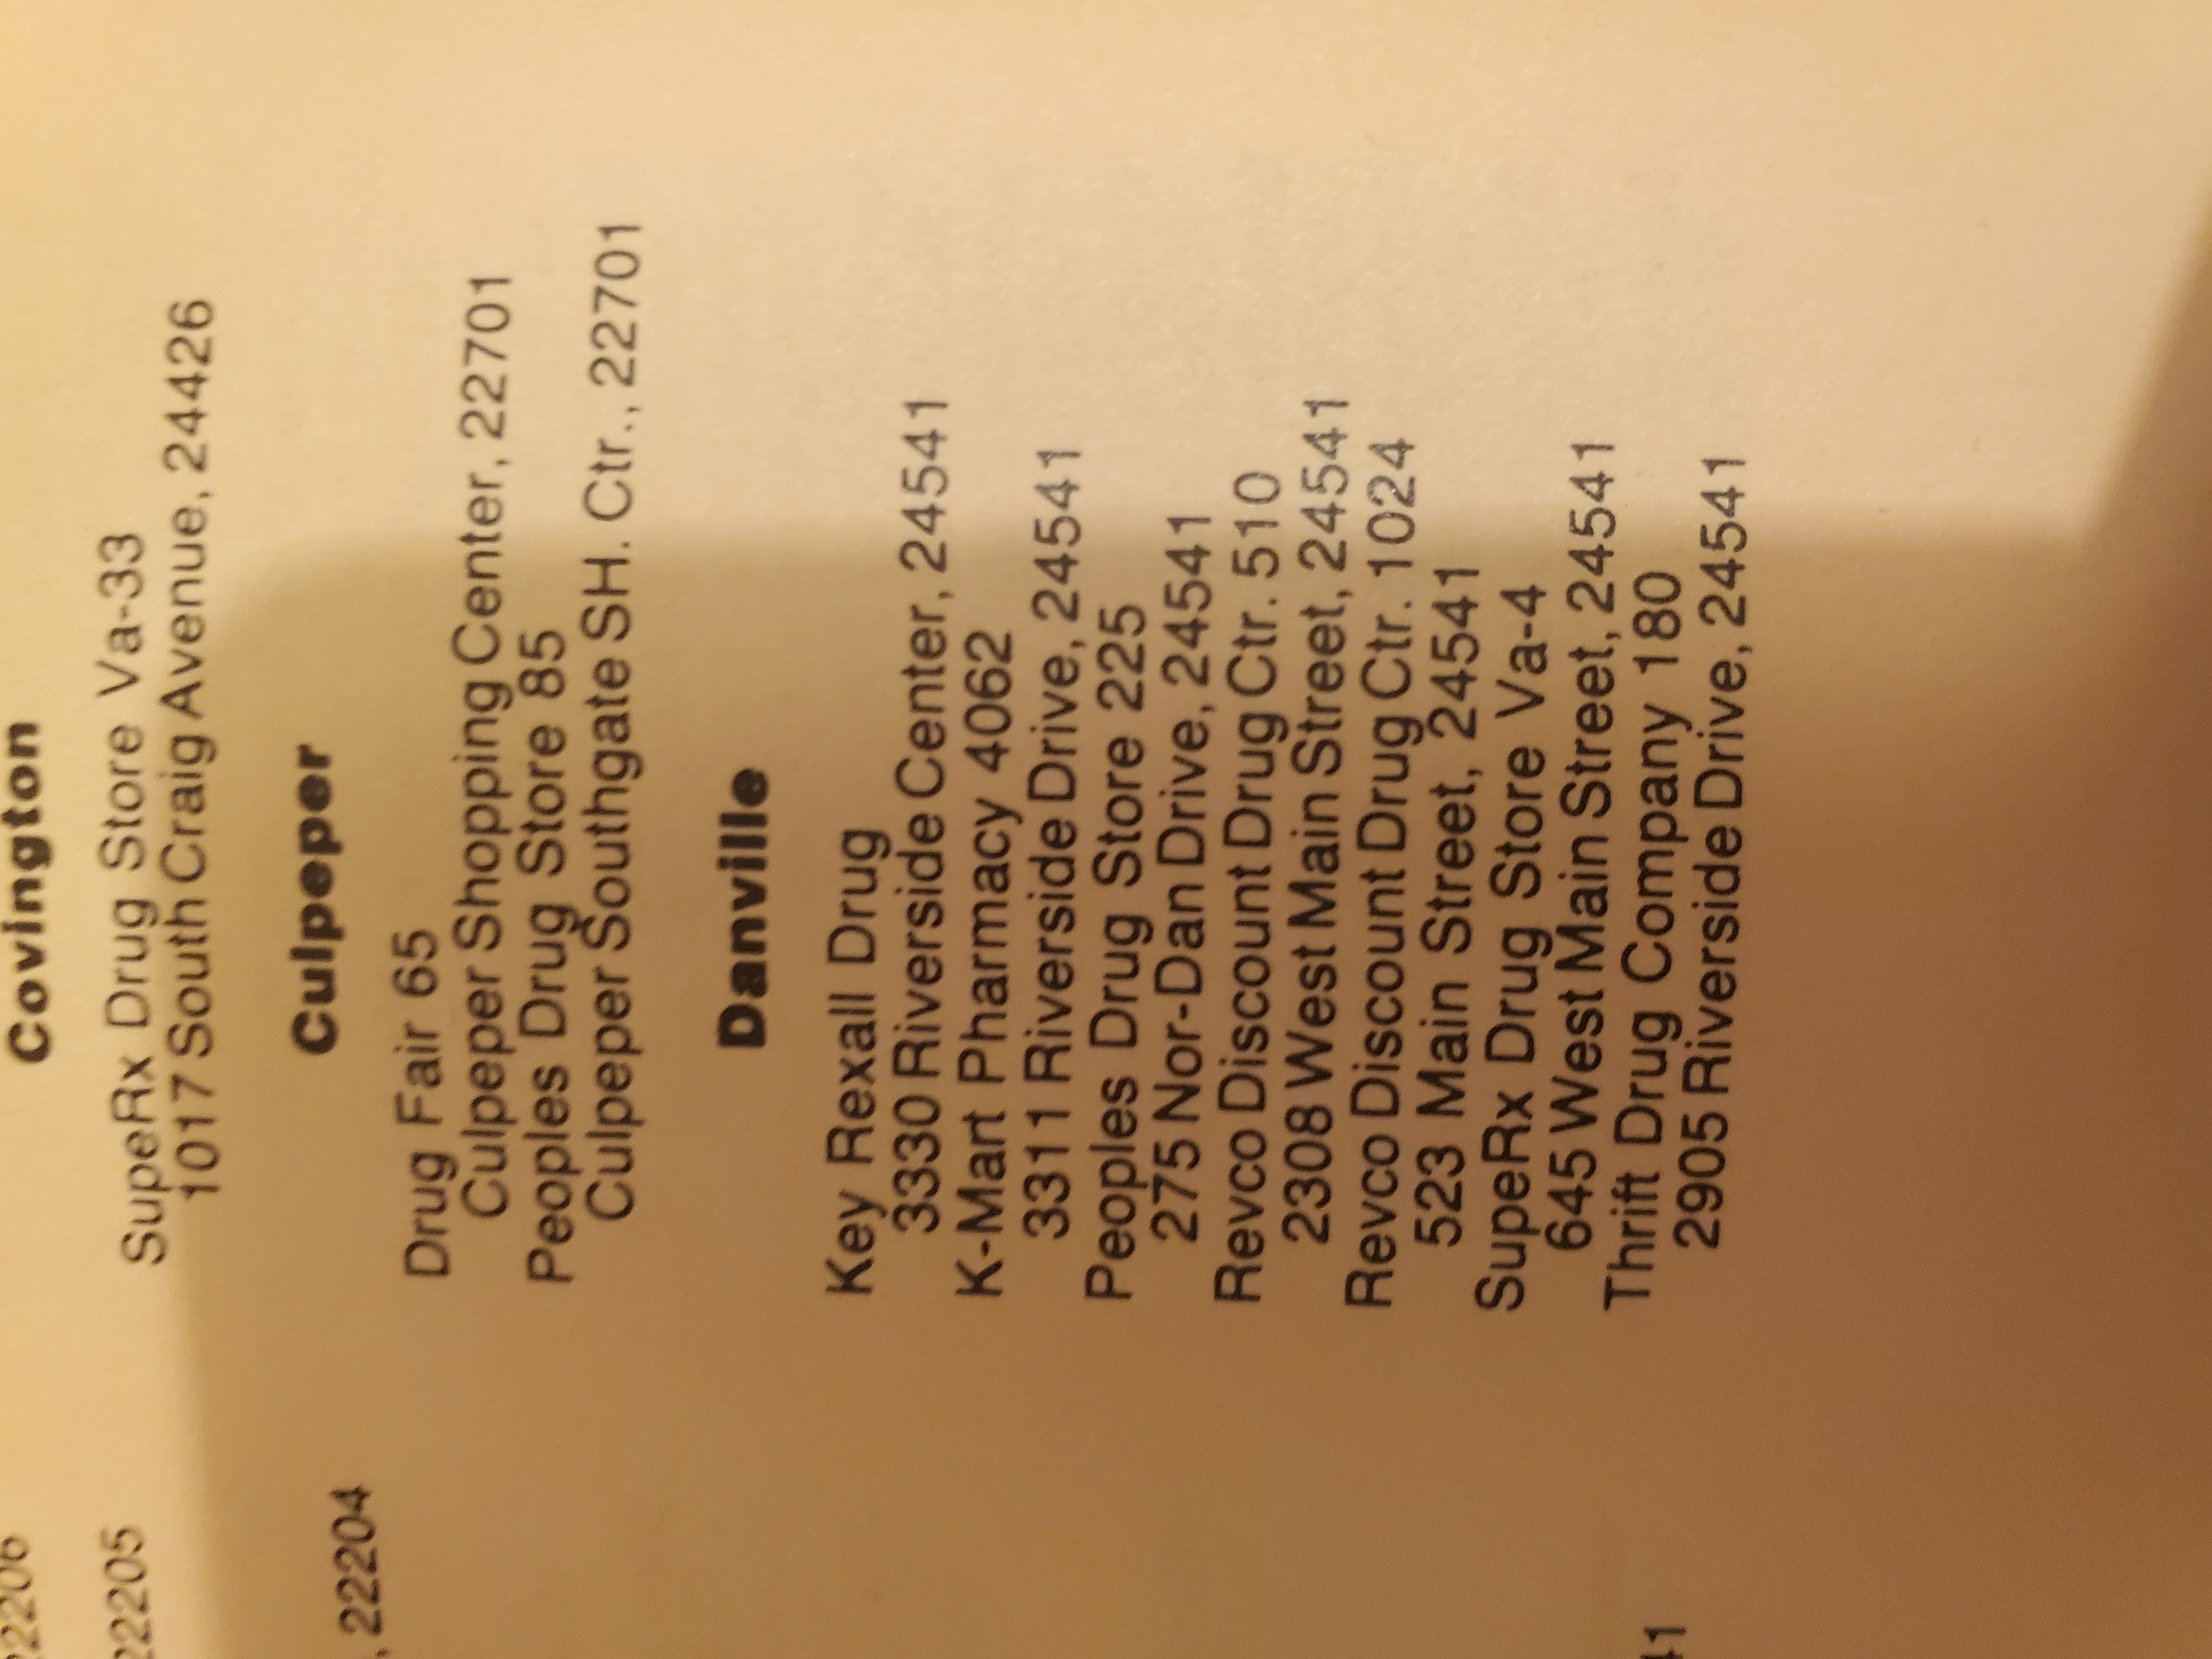 22206
22205
, 22204
41
Covington
SupeRx Drug Store Va-33
1017 South Craig Avenue, 24426
Culpeper
Drug Fair 65
Culpeper Shopping Center, 22701
Peoples Drug Store 85
Culpeper Southgate SH. Ctr., 22701
Danville
Key Rexall Drug
3330 Riverside Center, 24541
K-Mart Pharmacy 4062
3311 Riverside Drive, 24541
Peoples Drug Store 225
275 Nor-Dan Drive, 24541
Revco Discount Drug Ctr. 510
2308 West Main Street, 24541
Revco Discount Drug Ctr. 1024
523 Main Street, 24541
SupeRx Drug Store Va-4
645 West Main Street, 24541
Thrift Drug Company 180
2905 Riverside Drive, 24541